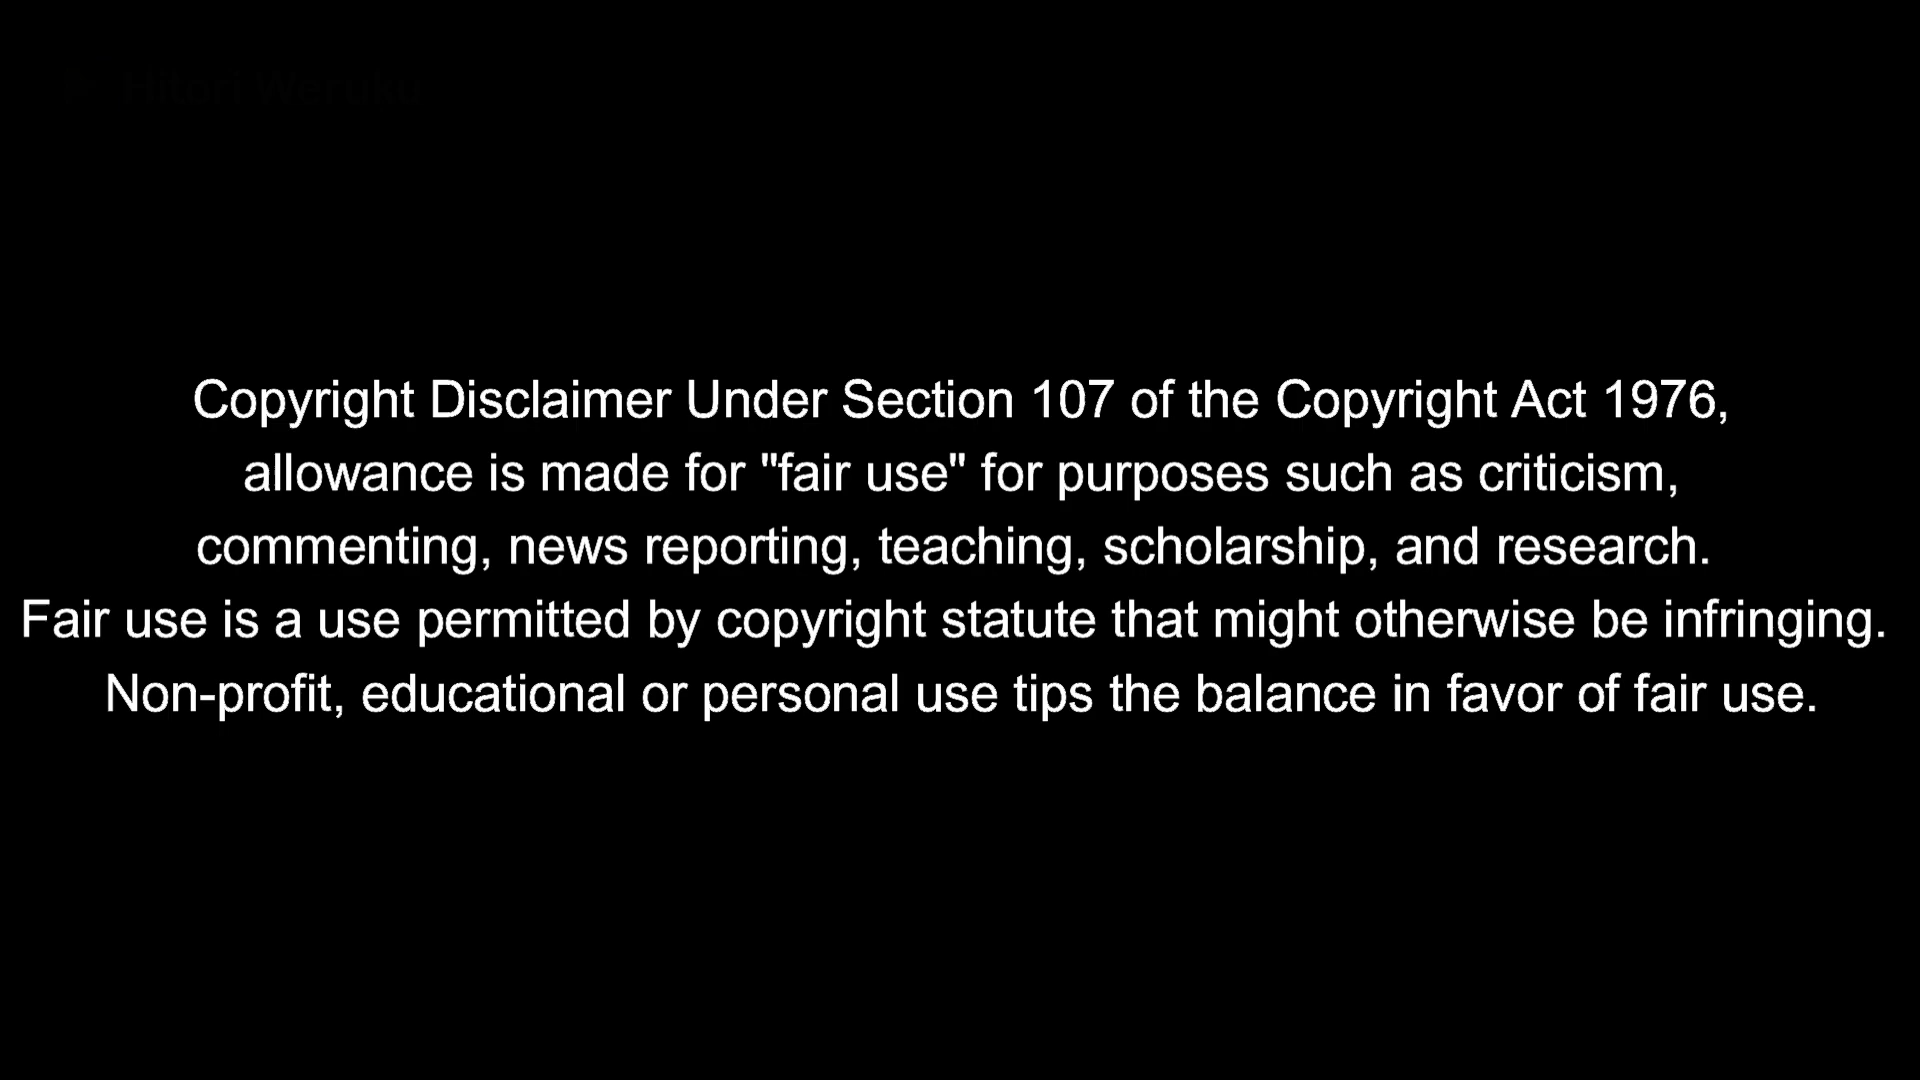 Hitori Weruku
Copyright Disclaimer Under Section 107 of the Copyright Act 1976,
allowance is made for "fair use" for purposes such as criticism,
commenting, news reporting, teaching, scholarship, and research.
Fair use is a use permitted by copyright statute that might otherwise be infringing.
Non-profit, educational or personal use tips the balance in favor of fair use.